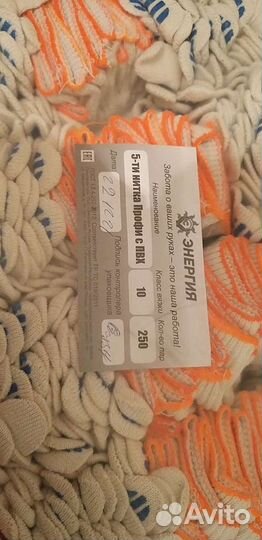 ЭНЕРГИЯ
Забота о ваших руках – это наша работа!
Наименование
Класс вязки
Кол-во пар
5-ти нитка Профи с ПВХ
10
250
Дата
Подпись контролера
упаковщика
Avito